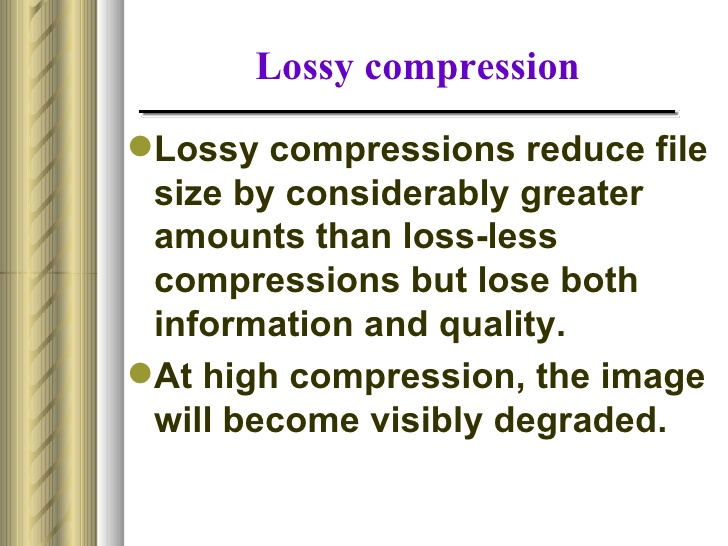 Lossy compression
Lossy compressions reduce file
size by considerably greater
amounts than loss-less
compressions but lose both
information and quality.
At high compression, the image
will become visibly degraded.